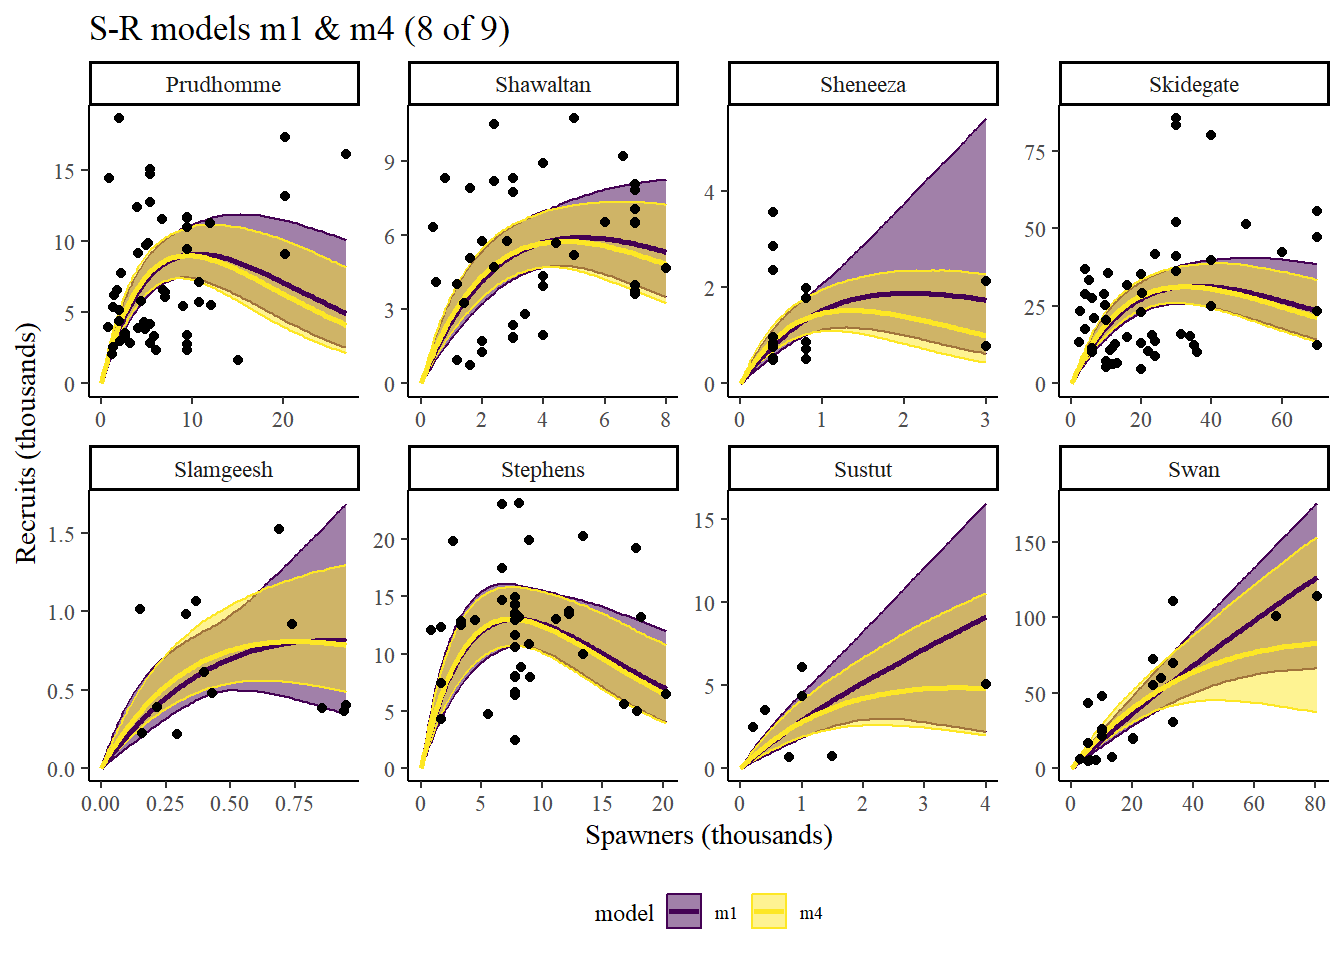 S-R models m1 & m4 (8 of 9)
Prudhomme Shawaltan Sheneeza Skidegate
15 10 5 0
9 6 3 0
4 2 0
75 50 25 0
0 10 20
0 2 4 6 8
0 1 2 3
0 20 40 60
Recruits (thousands)
Slamgeesh Stephens Sustut Swan
1.5 1.0 0.5 0.0
20 15 10 5 0
15 10 5 0
150 100 50 0
0.00 0.25 0.50 0.75
0 5 10 15 20
0 1 2 3 4
0 20 40 60 80
Spawners (thousands)
model m1 m4